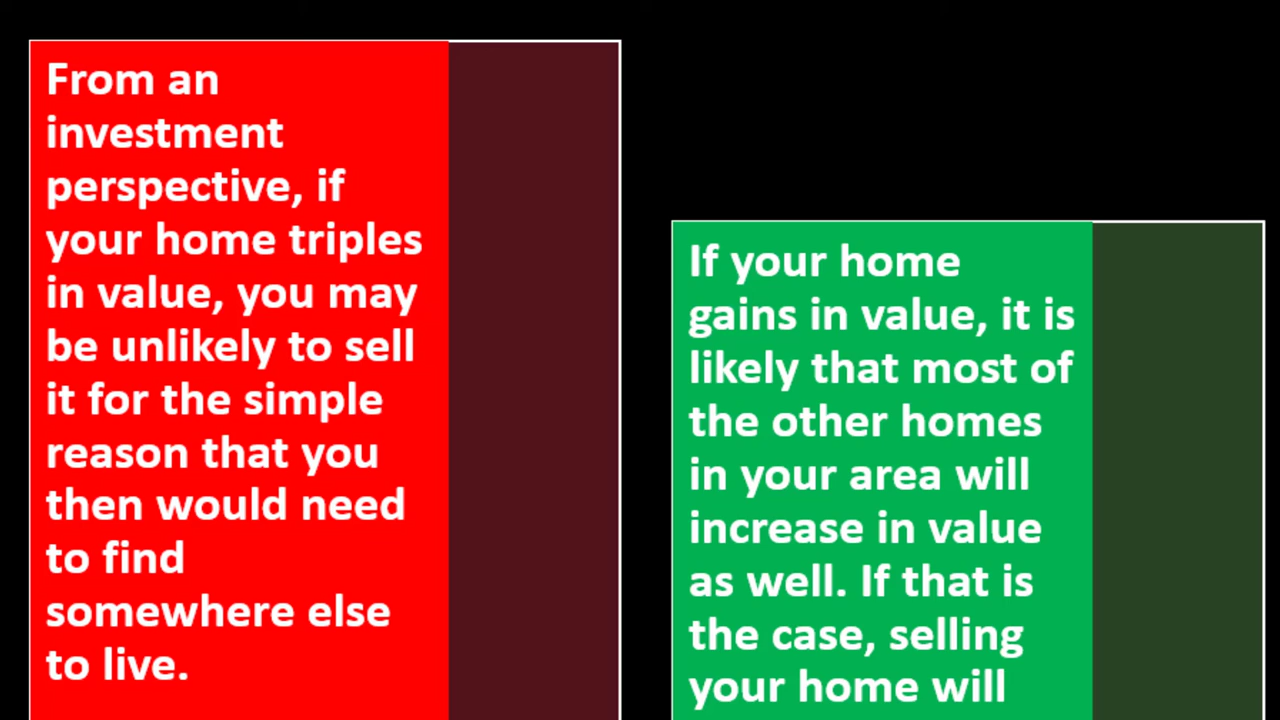 From an
investment
perspective, if
your home triples
in value, you may
be unlikely to sell
it for the simple
reason that you
then would need
to find
somewhere else
to live.
If your home
gains in value, it is
likely that most of
the other homes
in your area will
increase in value
as well. If that is
the case, selling
your home will